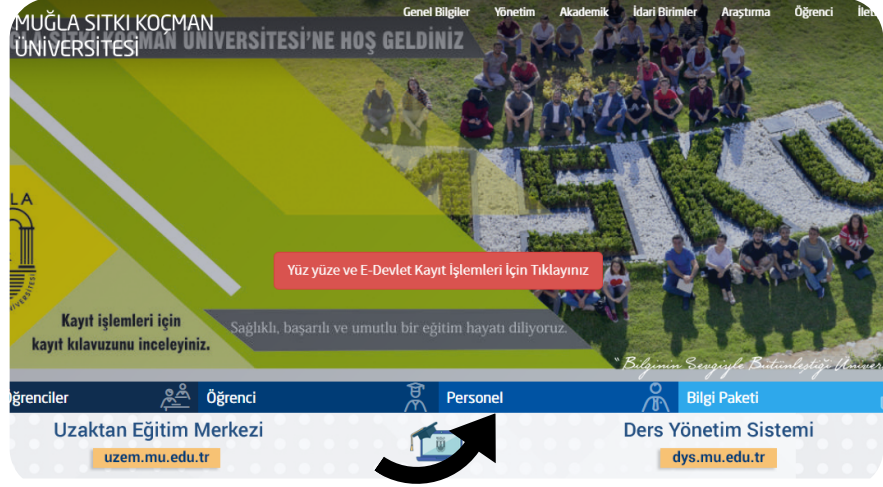 MUĞLA SITKI KOÇMAN
ÜNİVERSİTESİ
Genel Bilgiler Yönetim Akademik İdari Birimler Araştırma Öğrenci
KOÇMAN ÜNİVERSİTESİ'NE HOŞ GELDİNİZ
MSKÜ
LA
Yüz yüze ve E-Devlet Kayıt İşlemleri İçin Tıklayınız
Kayıt işlemleri için
kayıt kılavuzunu inceleyiniz.
Sağlıklı, başarılı ve umutlu bir eğitim hayatı diliyoruz.
"Bilginin Sevgiyle Bütünleştiği Üniver
Öğrenciler Öğrenci Personel Bilgi Paketi
Uzaktan Eğitim Merkezi
uzem.mu.edu.tr
Ders Yönetim Sistemi
dys.mu.edu.tr